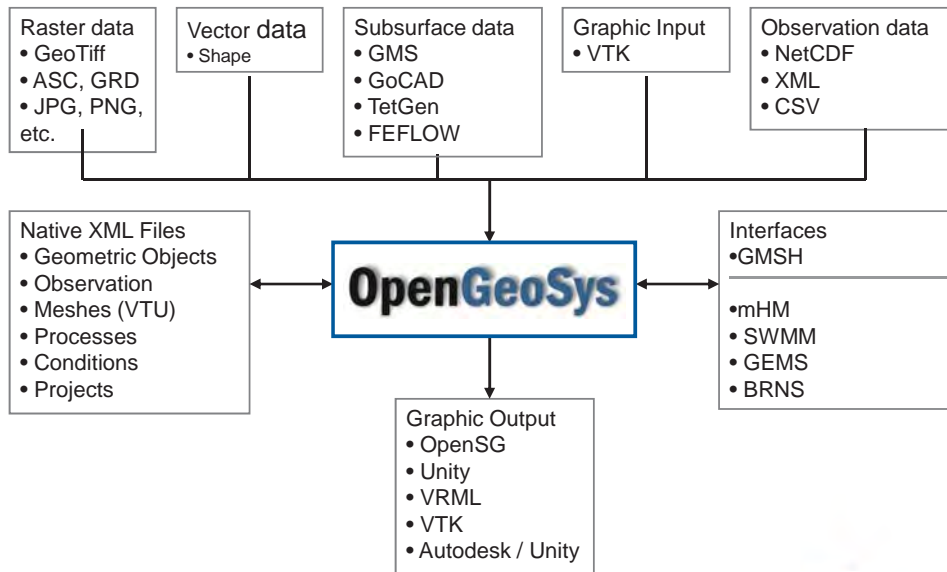 Raster data
• GeoTiff
• ASC, GRD
• JPG, PNG,
etc.
Vector data
• Shape
Subsurface data
• GMS
• GoCAD
• TetGen
• FEFLOW
Graphic Input
• VTK
Observation data
• NetCDF
• XML
• CSV
Native XML Files
• Geometric Objects
• Observation
• Meshes (VTU)
• Processes
• Conditions
• Projects
OpenGeoSys
Interfaces
•GMSH
•mHM
• SWMM
• GEMS
• BRNS
Graphic Output
• OpenSG
• Unity
• VRML
• VTK
• Autodesk / Unity